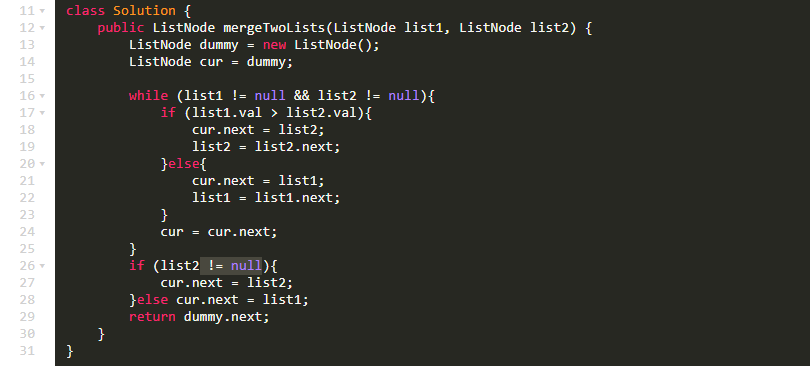 11 class Solution {
12     public ListNode mergeTwoLists(ListNode list1, ListNode list2) {
13         ListNode dummy = new ListNode();
14         ListNode cur = dummy;
15
16         while (list1 != null && list2 != null){
17             if (list1.val > list2.val){
18                 cur.next = list2;
19                 list2 = list2.next;
20             }else{
21                 cur.next = list1;
22                 list1 = list1.next;
23             }
24             cur = cur.next;
25         }
26         if (list2 != null){
27             cur.next = list2;
28         }else cur.next = list1;
29         return dummy.next;
30     }
31 }